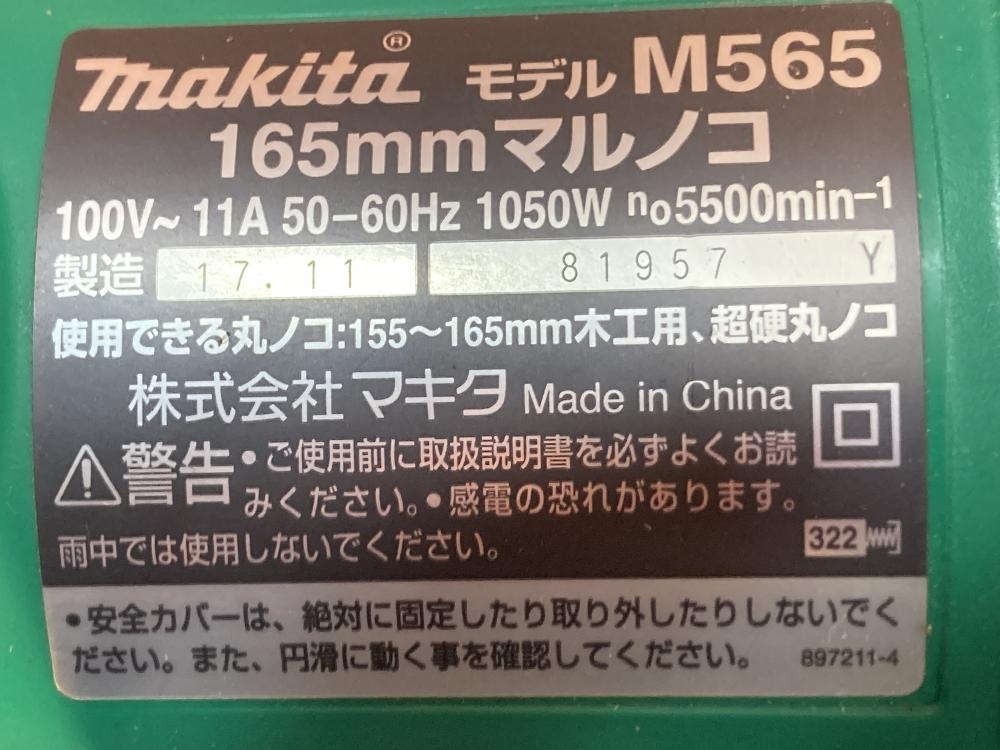 makita® モデル M565
165mmマルノコ
100V~ 11A 50-60Hz 1050W no5500min-1
製造 17.11 81957 Y
使用できる丸ノコ:155～165mm木工用、超硬丸ノコ
株式会社マキタ Made in China
警告 •ご使用前に取扱説明書を必ずよくお読
みください。•感電の恐れがあります。
雨中では使用しないでください。
322
•安全カバーは、絶対に固定したり取り外したりしないでく
ださい。また、円滑に動く事を確認してください。
897211-4